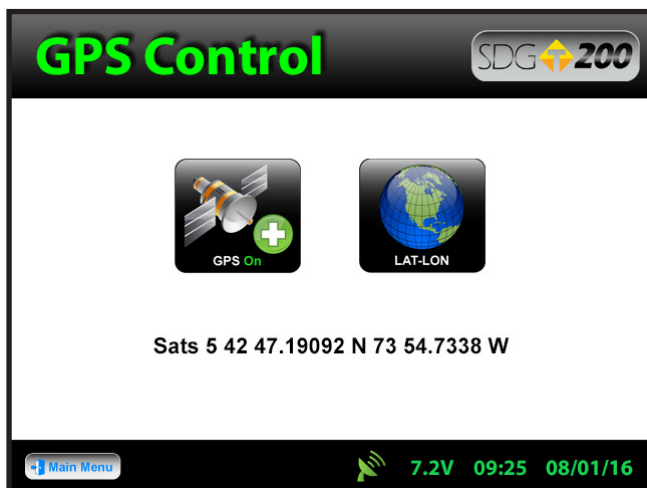 GPS Control
SDG 200
GPS On
LAT-LON
Sats 5 42 47.19092 N 73 54.7338 W
Main Menu
7.2V 09:25 08/01/16